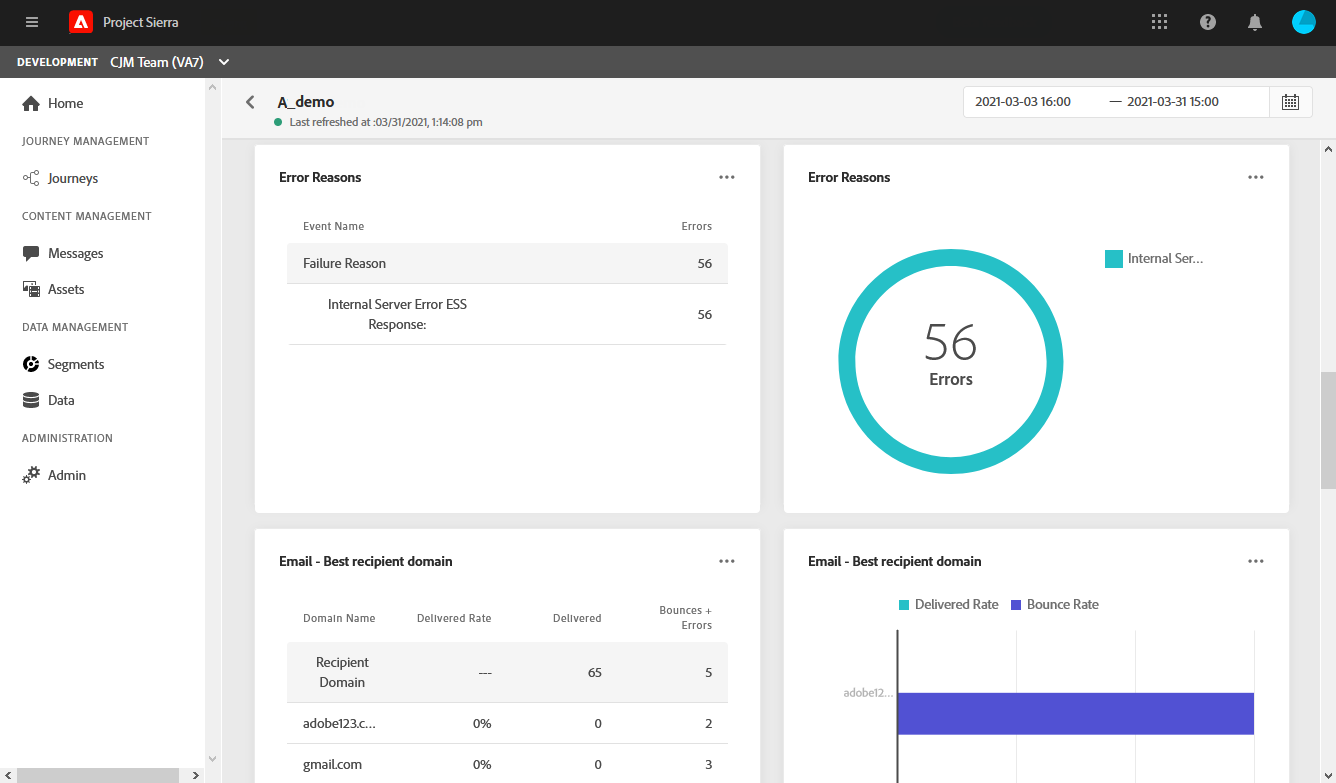 Project Sierra
DEVELOPMENT CJM Team (VA7)
Home
JOURNEY MANAGEMENT
Journeys
CONTENT MANAGEMENT
Messages
Assets
DATA MANAGEMENT
Segments
Data
ADMINISTRATION
Admin
A_demo
Last refreshed at :03/31/2021, 1:14:08 pm
2021-03-03 16:00 — 2021-03-31 15:00
Error Reasons
Event Name Errors
Failure Reason 56
Internal Server Error ESS
Response: 56
Error Reasons
Internal Ser...
56
Errors
Email - Best recipient domain
Domain Name Delivered Rate Delivered Bounces +
Errors
Recipient
Domain --- 65 5
adobe123.c... 0% 0 2
gmail.com 0% 0 3
Email - Best recipient domain
Delivered Rate Bounce Rate
adobe12...